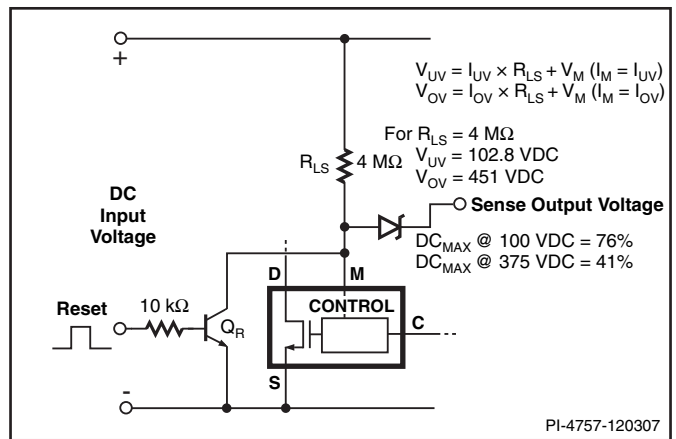 +
V_UV = I_UV × R_LS + V_M (I_M = I_UV)
V_OV = I_OV × R_LS + V_M (I_M = I_OV)
For R_LS = 4 MΩ
V_UV = 102.8 VDC
V_OV = 451 VDC
R_LS
4 MΩ
DC
Input
Voltage
Sense Output Voltage
DC_MAX @ 100 VDC = 76%
DC_MAX @ 375 VDC = 41%
D
M
CONTROL
C
Reset
10 kΩ
Q_R
S
-
PI-4757-120307